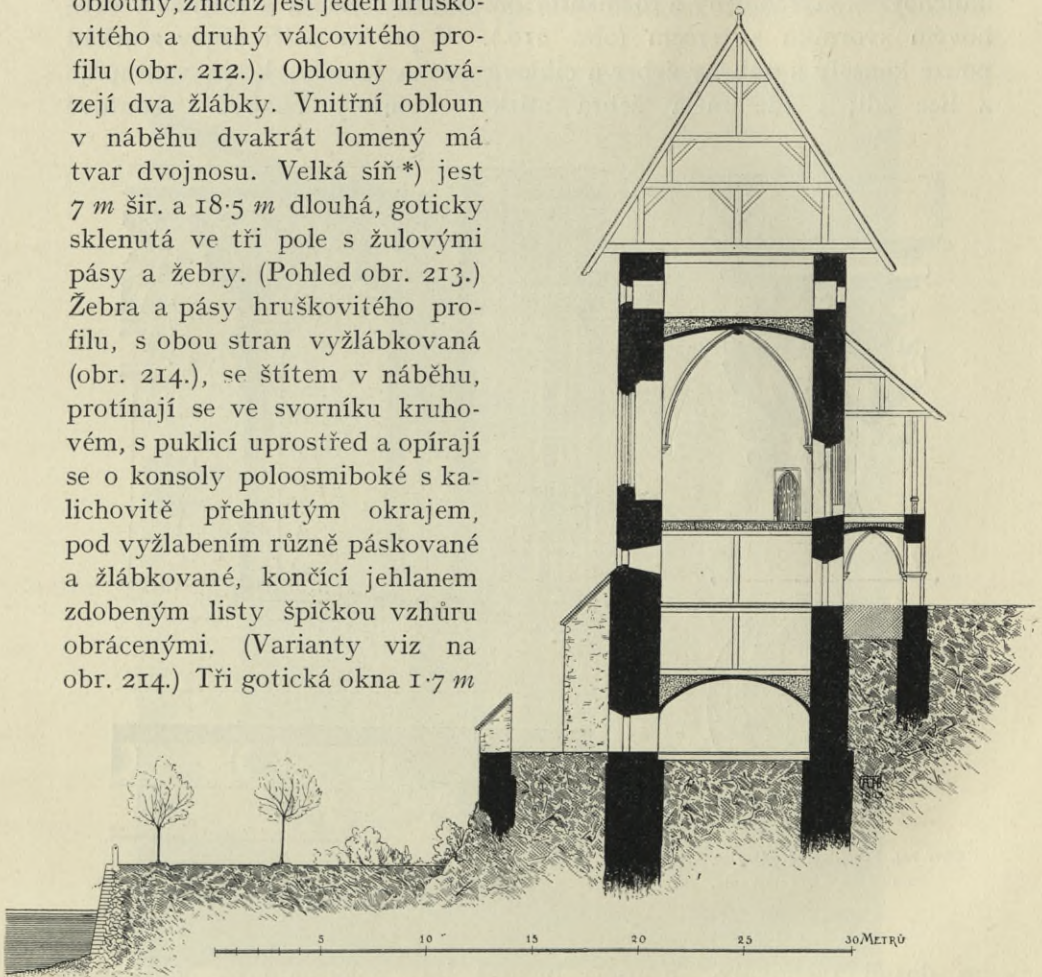 oblouny, z nichž jest jeden hruško-
vitého a druhý válcovitého pro-
filu (obr. 212.). Oblouny prová-
zejí dva žlábky. Vnitřní obloun
v náběhu dvakrát lomený má
tvar dvojnosu. Velká síň*) jest
7 m šir. a 18·5 m dlouhá, goticky
sklenutá ve tři pole s žulovými
pásy a žebry. (Pohled obr. 213.)
Žebra a pásy hruškovitého pro-
filu, s obou stran vyžlábkovaná
(obr. 214.), se štítem v náběhu,
protínají se ve svorníku kruho-
vém, s puklicí uprostřed a opírají
se o konsoly poloosmiboké s ka-
lichovitě přehnutým okrajem,
pod vyžlabením různě páskované
a žlábkované, končící jehlanem
zdobeným listy špičkou vzhůru
obrácenými. (Varianty viz na
obr. 214.) Tři gotická okna 1·7 m
5 10 15 20 25 30 METRŮ